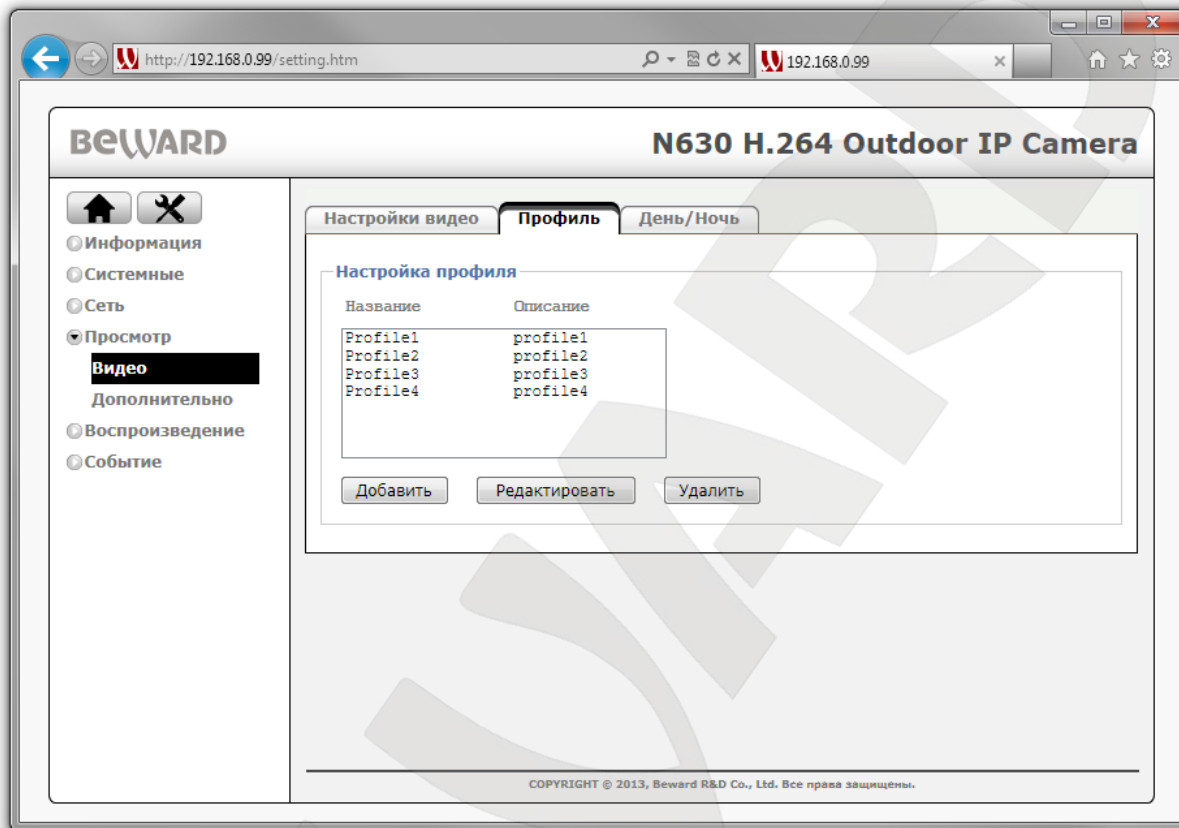 http://192.168.0.99/setting.htm
192.168.0.99
BEWARD
N630 H.264 Outdoor IP Camera
Информация
Системные
Сеть
Просмотр
Видео
Дополнительно
Воспроизведение
Событие
Настройки видео
Профиль
День/Ночь
Настройка профиля
Название Описание
Profile1 profile1
Profile2 profile2
Profile3 profile3
Profile4 profile4
Добавить
Редактировать
Удалить
COPYRIGHT © 2013, Beward R&D Co., Ltd. Все права защищены.